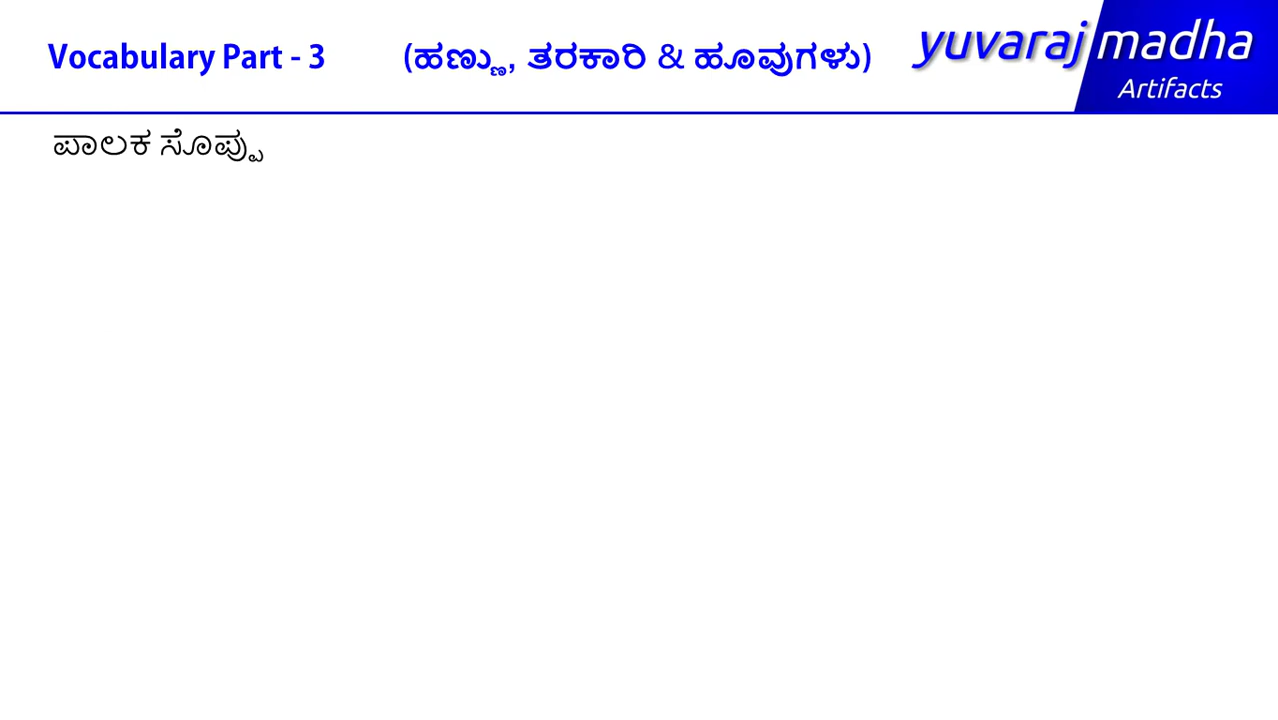 Vocabulary Part - 3 (ಹಣ್ಣು, ತರಕಾರಿ & ಹೂವುಗಳು)
yuvaraj madha
Artifacts
ಪಾಲಕ ಸೊಪ್ಪು